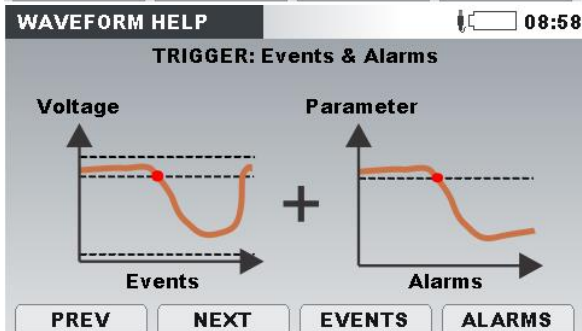 WAVEFORM HELP 08:58
TRIGGER: Events & Alarms
Voltage Parameter
+
Events Alarms
PREV NEXT EVENTS ALARMS